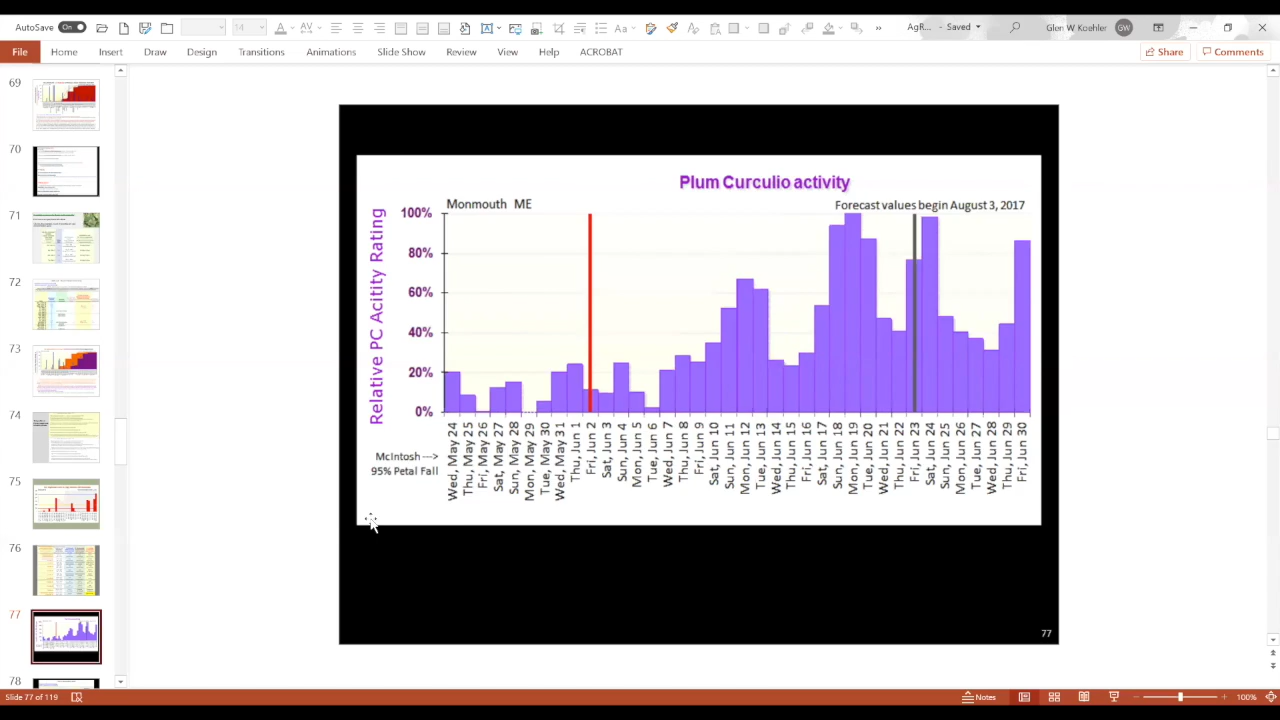 AutoSave On 14 Aa AgR... - Saved Glen W Koehler GW
File Home Insert Draw Design Transitions Animations Slide Show Review View Help ACROBAT Share Comments
69
70
71
72
73
74
75
76
77
78
Plum Curculio activity
Monmouth ME
Forecast values begin August 3, 2017
Relative PC Acitity Rating
100%
80%
60%
40%
20%
0%
McIntosh --->
95% Petal Fall
Wed, May 24
Thu, May 25
Fri, May 26
Sat, May 27
Sun, May 28
Mon, May 29
Tue, May 30
Wed, May 31
Thu, Jun 1
Fri, Jun 2
Sat, Jun 3
Sun, Jun 4
Mon, Jun 5
Tue, Jun 6
Wed, Jun 7
Thu, Jun 8
Fri, Jun 9
Sat, Jun 10
Sun, Jun 11
Mon, Jun 12
Tue, Jun 13
Wed, Jun 14
Thu, Jun 15
Fri, Jun 16
Sat, Jun 17
Sun, Jun 18
Mon, Jun 19
Tue, Jun 20
Wed, Jun 21
Thu, Jun 22
Fri, Jun 23
Sat, Jun 24
Sun, Jun 25
Mon, Jun 26
Tue, Jun 27
Wed, Jun 28
Thu, Jun 29
Fri, Jun 30
77
Slide 77 of 119 Notes 100%